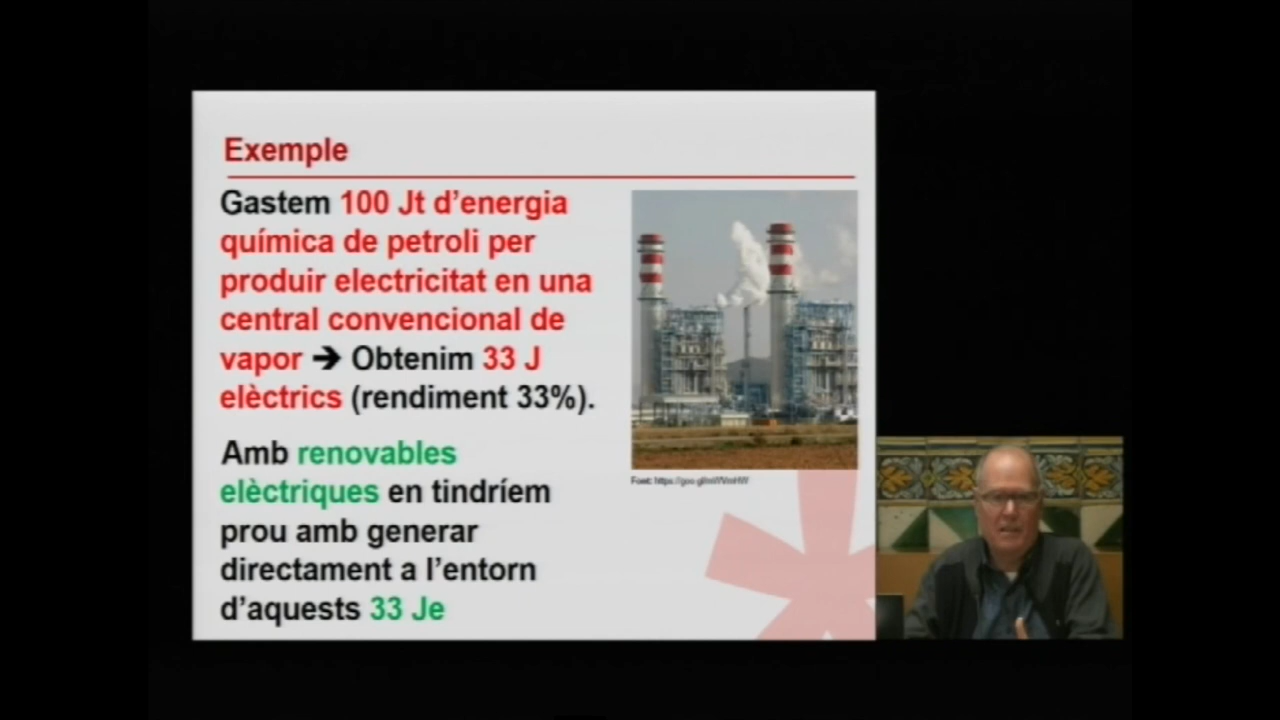 Exemple
Gastem 100 Jt d’energia
química de petroli per
produir electricitat en una
central convencional de
vapor ➔ Obtenim 33 J
elèctrics (rendiment 33%).
Amb renovables
elèctriques en tindríem
prou amb generar
directament a l’entorn
d’aquests 33 Je
Font: